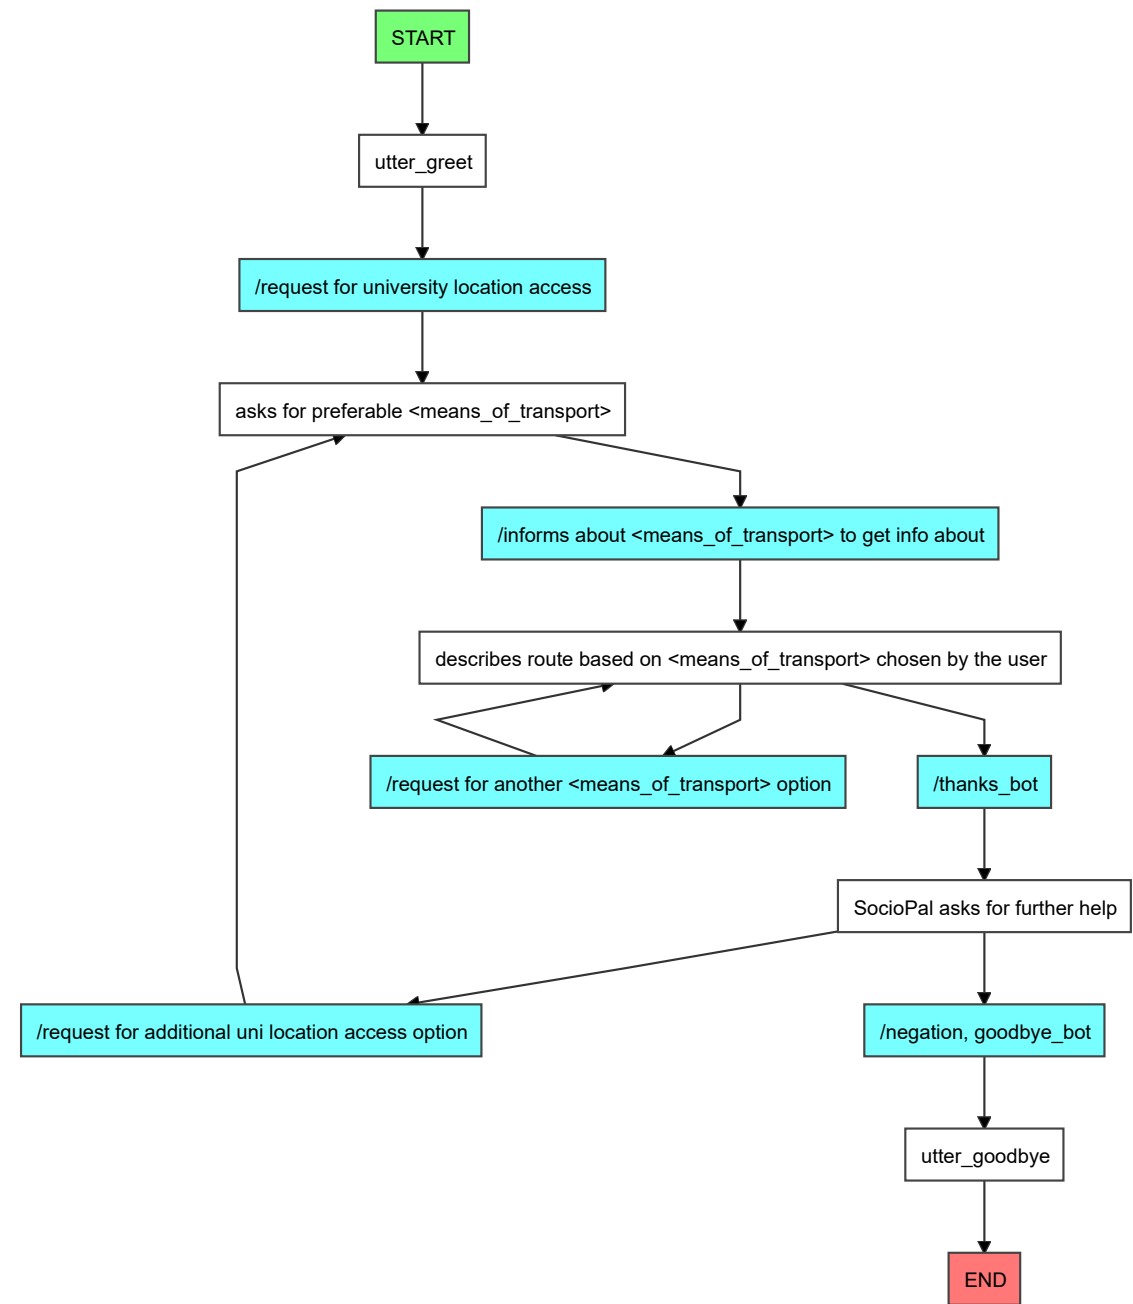 START
utter_greet
/request for university location access
asks for preferable <means_of_transport>
/informs about <means_of_transport> to get info about
describes route based on <means_of_transport> chosen by the user
/request for another <means_of_transport> option
/thanks_bot
SocioPal asks for further help
/request for additional uni location access option
/negation, goodbye_bot
utter_goodbye
END